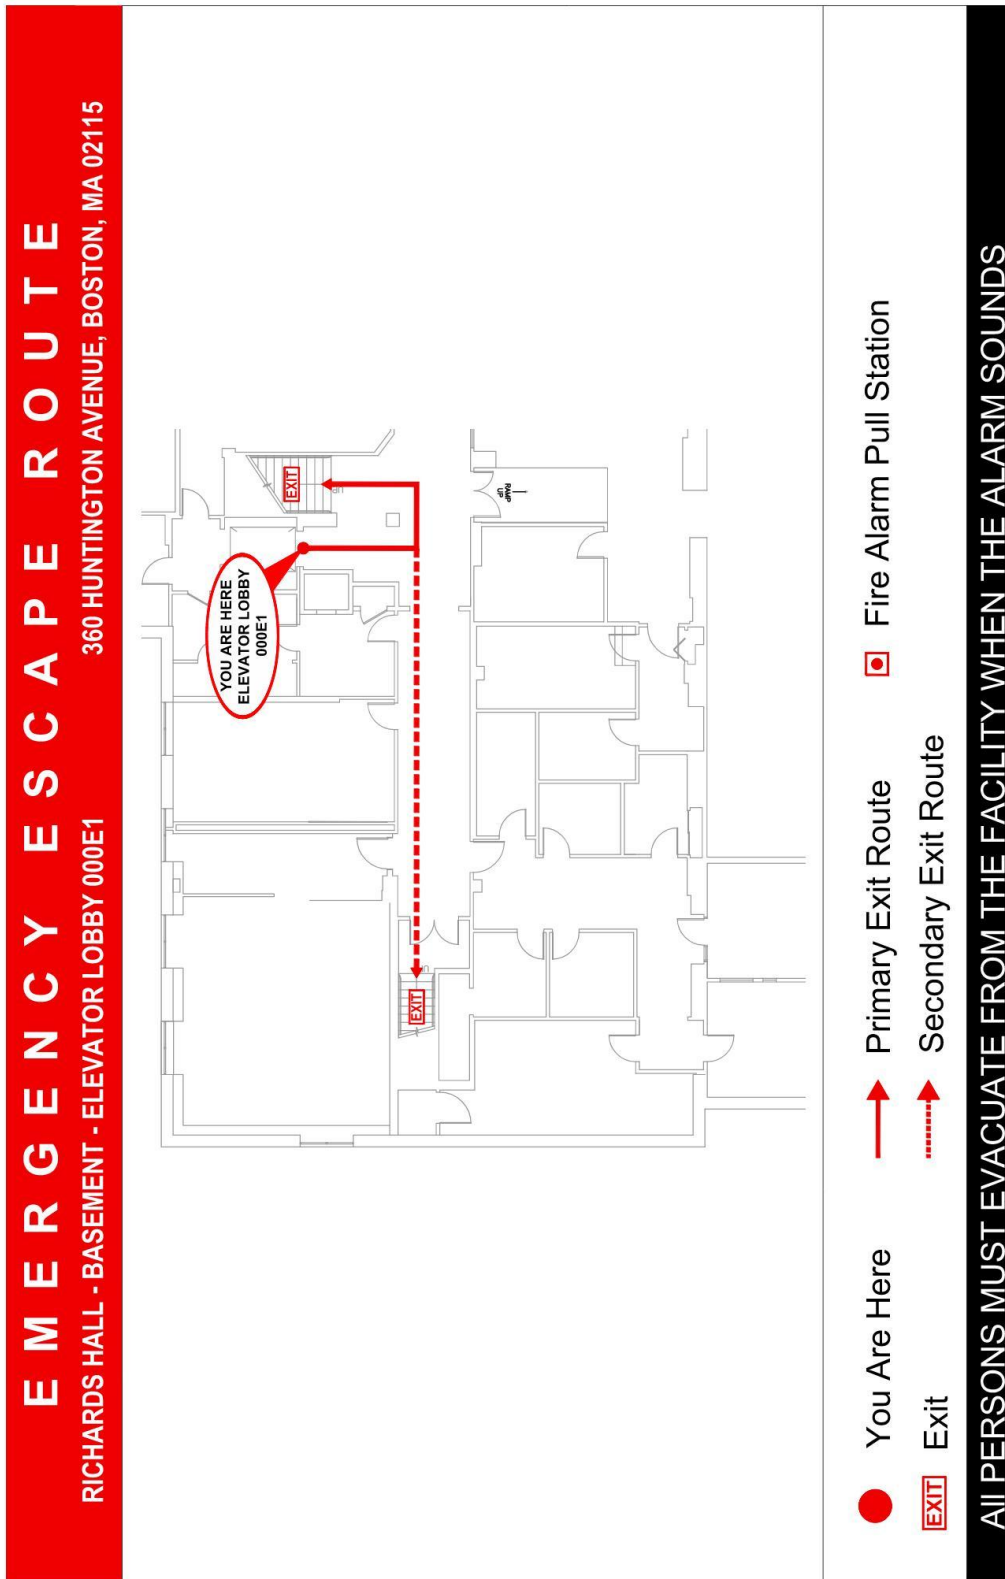 EMERGENCY ESCAPE ROUTE
RICHARDS HALL - BASEMENT - ELEVATOR LOBBY 000E1
360 HUNTINGTON AVENUE, BOSTON, MA 02115
EXIT
YOU ARE HERE
ELEVATOR LOBBY
000E1
UP
RAMP
UP
EXIT
UP
You Are Here
Primary Exit Route
Fire Alarm Pull Station
EXIT
Exit
Secondary Exit Route
All PERSONS MUST EVACUATE FROM THE FACILITY WHEN THE ALARM SOUNDS